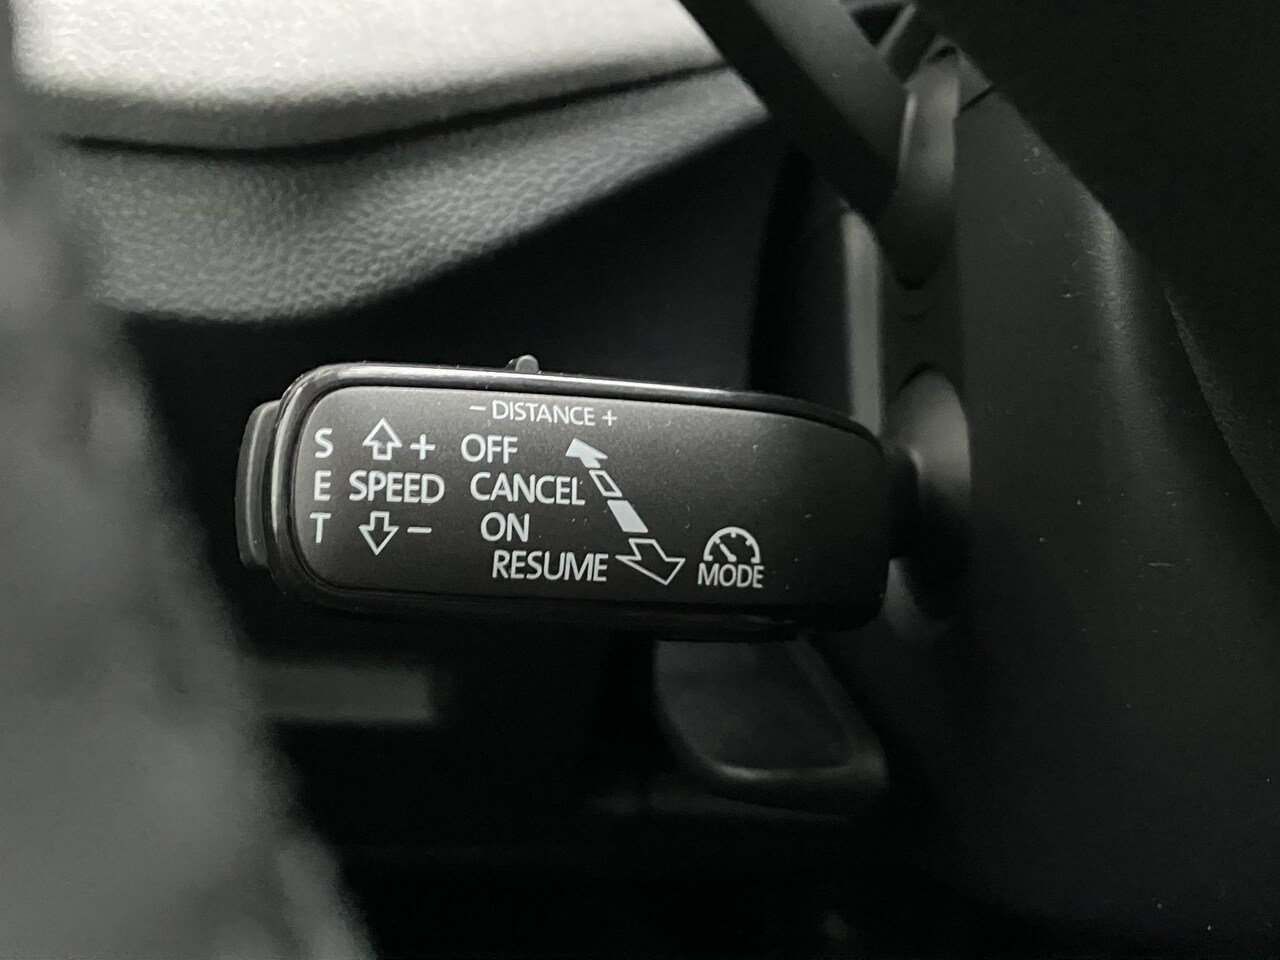 - DISTANCE +
S + OFF
E SPEED CANCEL
T - ON
RESUME
MODE